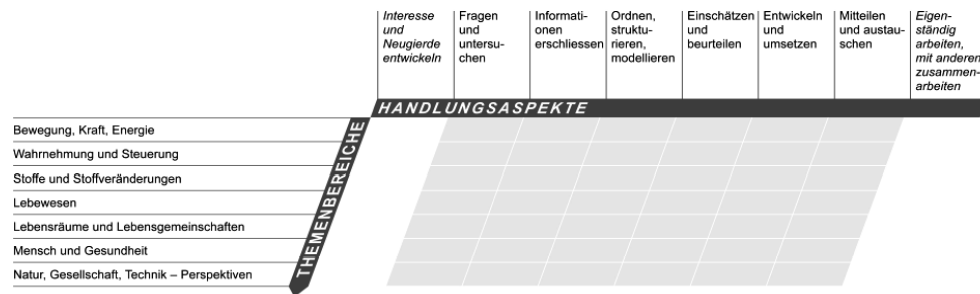 Interesse
und
Neugierde
entwickeln
Fragen
und
untersu-
chen
Informati-
onen
erschliessen
Ordnen,
struktu-
rieren,
modellieren
Einschätzen
und
beurteilen
Entwickeln
und
umsetzen
Mitteilen
und austau-
schen
Eigen-
ständig
arbeiten,
mit anderen
zusammen-
arbeiten
HANDLUNGSASPEKTE
THEMENBEREICHE
Bewegung, Kraft, Energie
Wahrnehmung und Steuerung
Stoffe und Stoffveränderungen
Lebewesen
Lebensräume und Lebensgemeinschaften
Mensch und Gesundheit
Natur, Gesellschaft, Technik – Perspektiven